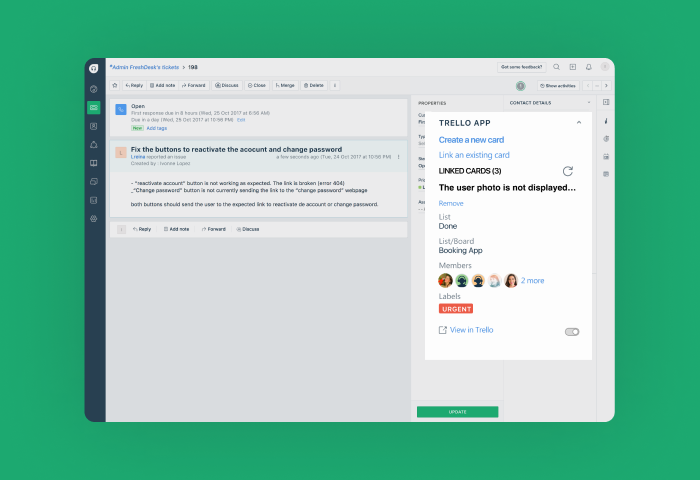 "Admin FreshDesk's tickets > 198
Got some feedback?
Reply Add note Forward Discuss Close Merge Delete
Show activities
Open
First response due in 8 hours (Wed, 25 Oct 2017 at 6:56 AM)
Due in a day (Wed, 25 Oct 2017 at 10:56 PM) Edit
New Add tags
Fix the buttons to reactivate the acocunt and change password
reported an issue
a few seconds ago (Tue, 24 Oct 2017 at 10:56 PM)
Created by : Ivonne Lopes
- "reactivate account" button is not working as expected. The link is broken (error 404)
"Change password" button is not currently sending the link to the "change password" webpage
both buttons should send the user to the expected link to reactivate de account or change password.
Reply Add note Forward Discuss
PROPERTIES
CONTACT DETAILS
TRELLO APP
Create a new card
Link an existing card
LINKED CARDS (3)
The user photo is not displayed...
Remove
List
Done
List/Board
Booking App
Members
2 more
Labels
URGENT
View in Trello
UPDATE